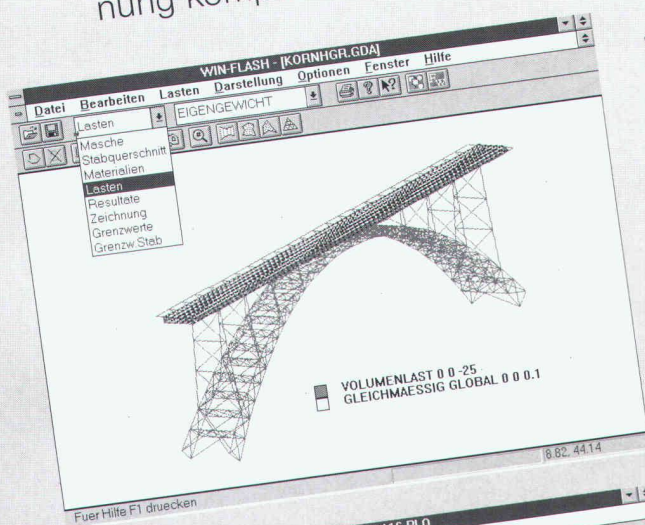 nung komp
WIN-FLASH - [KORNHGR.GDA]
Datei Bearbeiten Lasten Darstellung Optionen Fenster Hilfe
Lasten EIGENGEWICHT
Masche
Stabquerschnitt
Materialien
Lasten
Resultate
Zeichnung
Grenzwerte
Grenzw.Stab
VOLUMENLAST 0 0 -25
GLEICHMAESSIG GLOBAL 0 0 0.1
8.82, 44.14
Fuer Hilfe F1 druecken